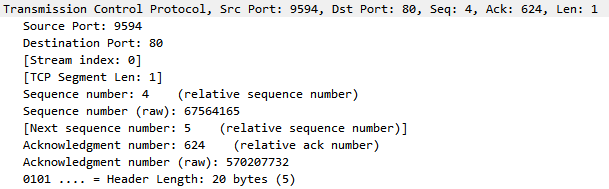 Transmission Control Protocol, Src Port: 9594, Dst Port: 80, Seq: 4, Ack: 624, Len: 1
Source Port: 9594
Destination Port: 80
[Stream index: 0]
[TCP Segment Len: 1]
Sequence number: 4    (relative sequence number)
Sequence number (raw): 67564165
[Next sequence number: 5    (relative sequence number)]
Acknowledgment number: 624    (relative ack number)
Acknowledgment number (raw): 570207732
0101 .... = Header Length: 20 bytes (5)